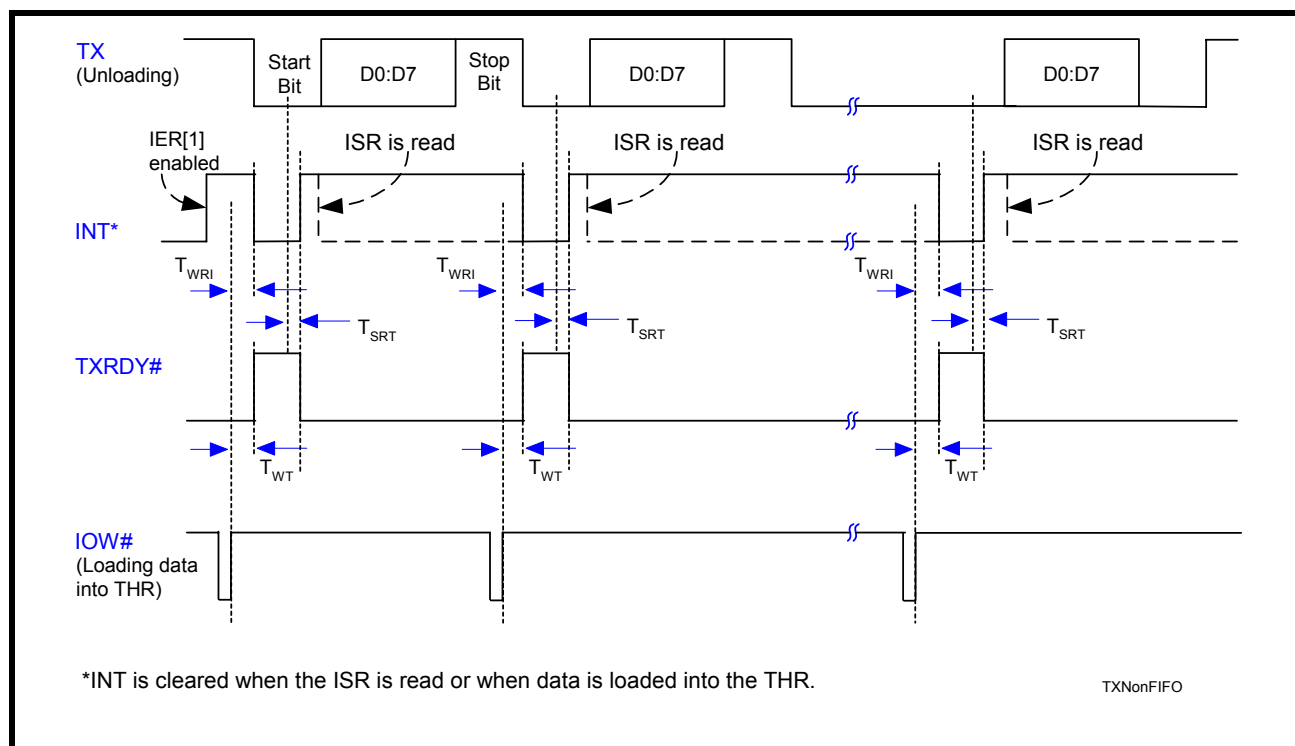 TX
(Unloading)
Start
Bit
D0:D7
Stop
Bit
D0:D7
D0:D7
IER[1]
enabled
ISR is read
ISR is read
ISR is read
INT*
TWRI
TWRI
TWRI
TSRT
TSRT
TSRT
TXRDY#
TWT
TWT
TWT
IOW#
(Loading data
into THR)
*INT is cleared when the ISR is read or when data is loaded into the THR.
TXNonFIFO